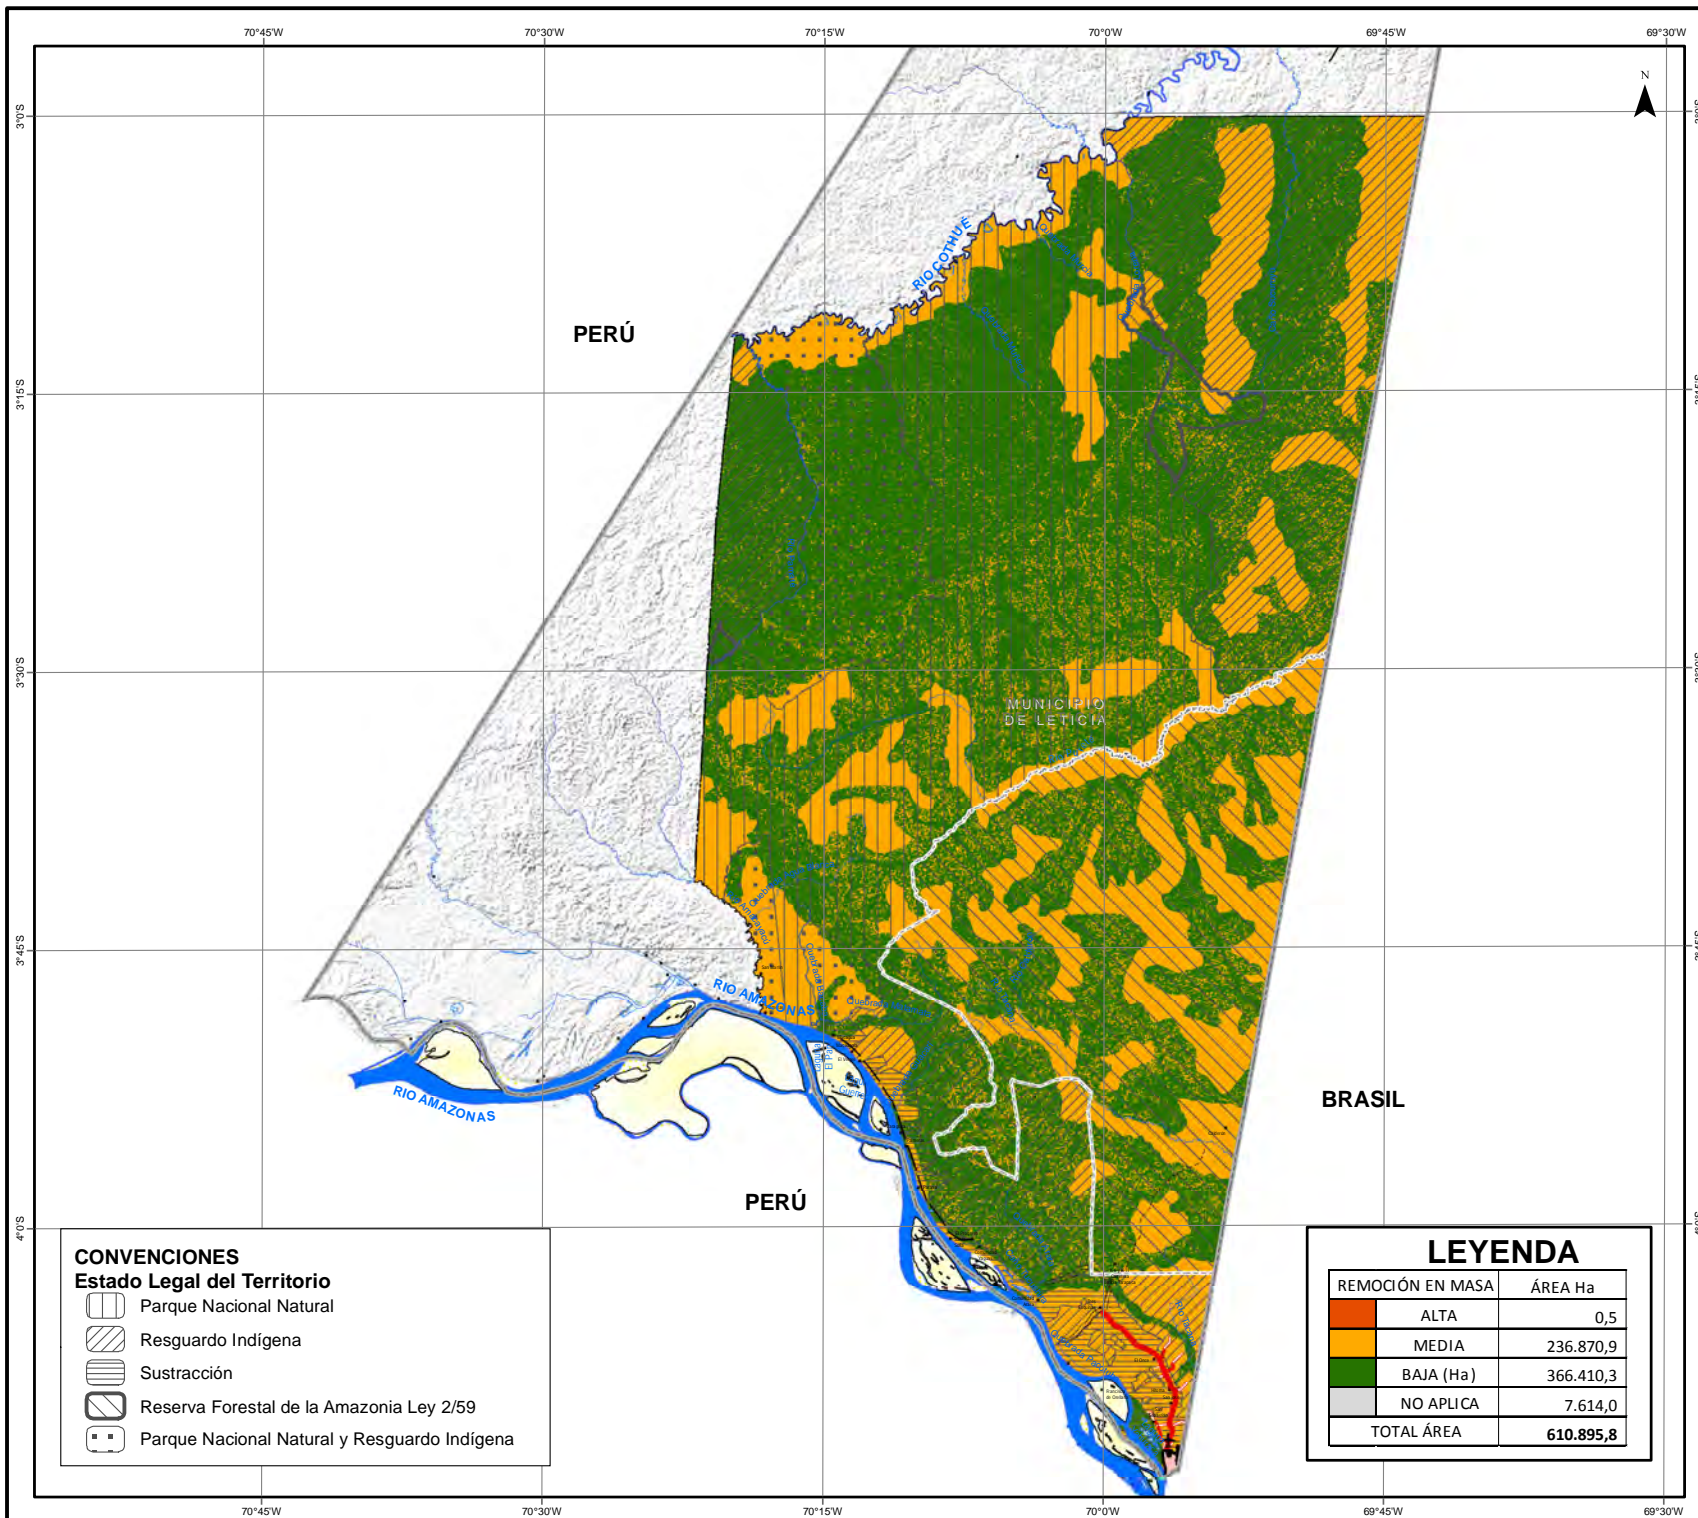 70°45'W
70°30'W
70°15'W
70°0'W
69°45'W
69°30'W
N
3°0'S
3°15'S
3°30'S
3°45'S
4°0'S
RIO COTHUÉ
PERÚ
MUNICIPIO
DE LETICIA
RIO AMAZONAS
RIO AMAZONAS
BRASIL
PERÚ
CONVENCIONES
Estado Legal del Territorio
Parque Nacional Natural
Resguardo Indígena
Sustracción
Reserva Forestal de la Amazonia Ley 2/59
Parque Nacional Natural y Resguardo Indígena
LEYENDA
REMOCIÓN EN MASA ÁREA Ha
ALTA 0,5
MEDIA 236.870,9
BAJA (Ha) 366.410,3
NO APLICA 7.614,0
TOTAL ÁREA 610.895,8
70°45'W
70°30'W
70°15'W
70°0'W
69°45'W
69°30'W